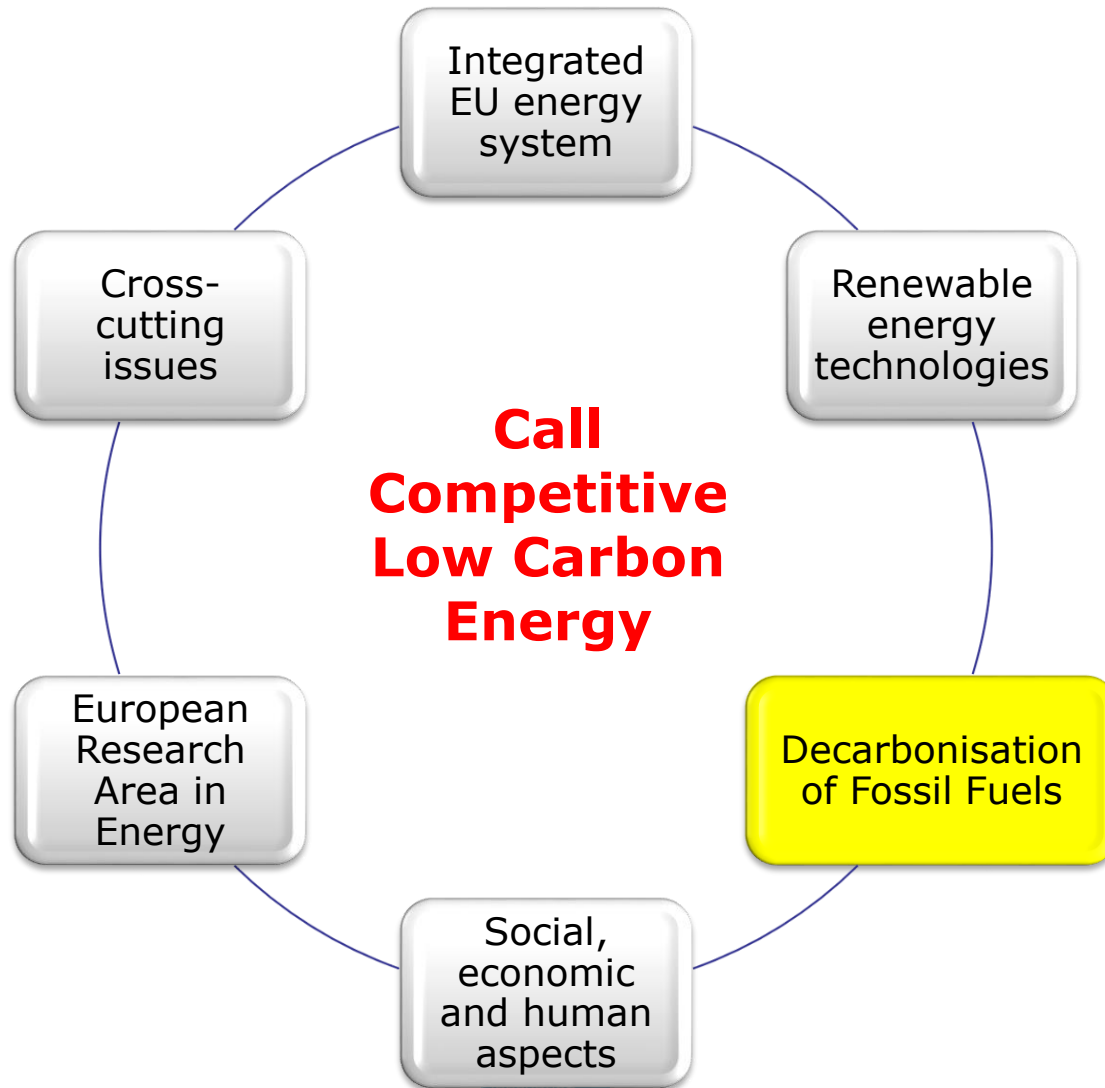 Integrated
EU energy
system
Renewable
energy
technologies
Decarbonisation
of Fossil Fuels
Social,
economic
and human
aspects
European
Research
Area in
Energy
Cross-
cutting
issues
Call
Competitive
Low Carbon
Energy